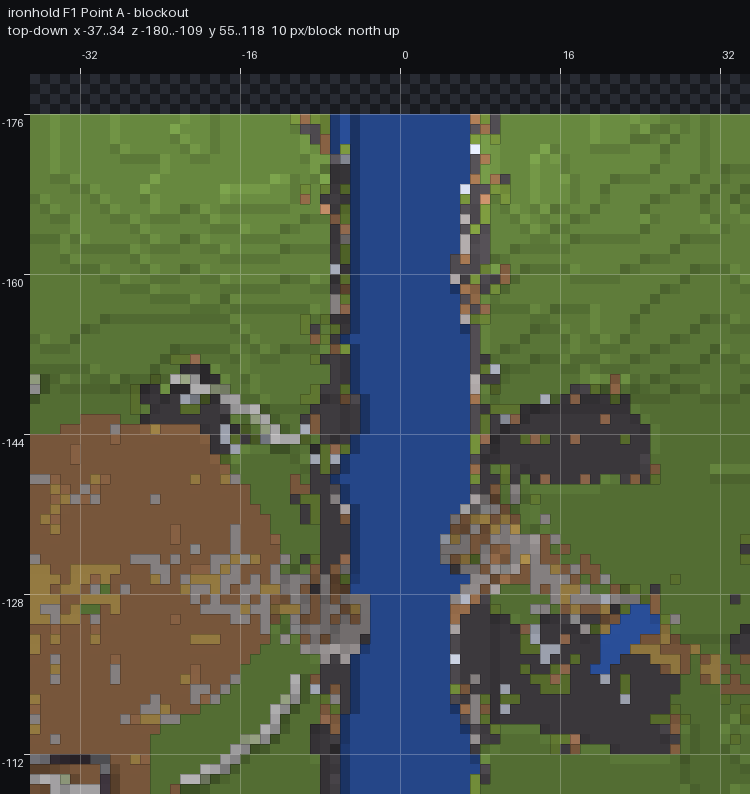 ironhold F1 Point A - blockout
top-down x -37..34 z -180..-109 y 55..118 10 px/block north up
-32 -16 0 16 32
-176
-160
-144
-128
-112